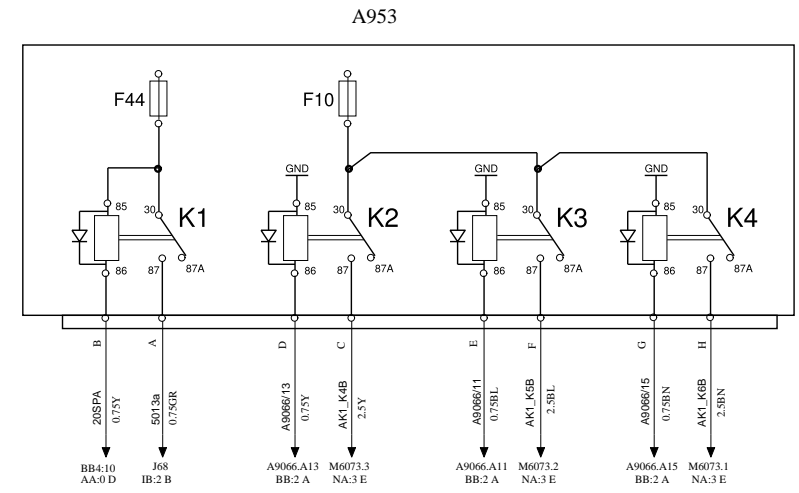 A953
F44
F10
GND
GND
GND
85
30
K1
85
30
K2
85
30
K3
85
30
K4
86
87
87A
86
87
87A
86
87
87A
86
87
87A
B
A
D
C
E
F
G
H
20SPA
0.75Y
5013a
0.75GR
A9066/13
0.75Y
AK1_K4B
2.5Y
A9066/11
0.75BL
AK1_K5B
2.5BL
A9066/15
0.75BN
AK1_K6B
2.5BN
BB4:10
AA:0 D
J68
IB:2 B
A9066.A13
BB:2 A
M6073.3
NA:3 E
A9066.A11
BB:2 A
M6073.2
NA:3 E
A9066.A15
BB:2 A
M6073.1
NA:3 E